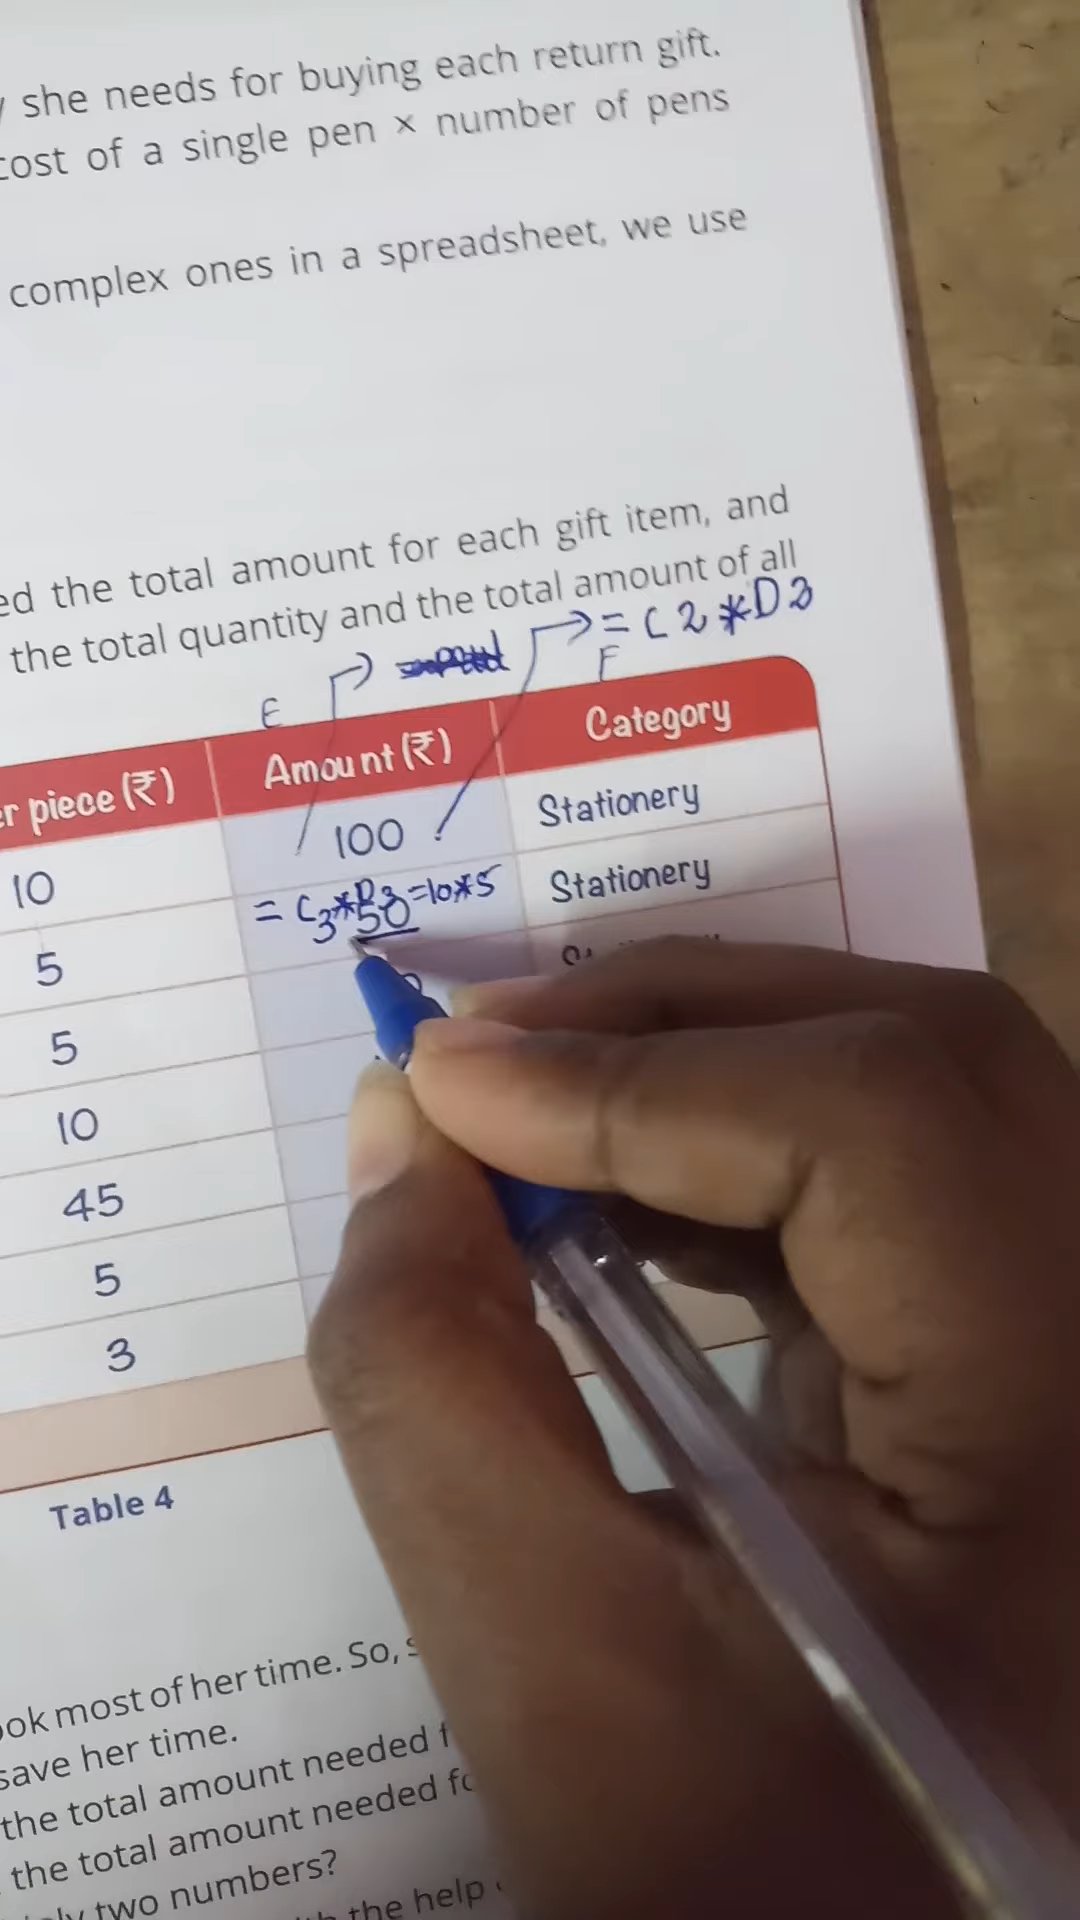 she needs for buying each return gift.
cost of a single pen × number of pens
complex ones in a spreadsheet, we use
the total amount for each gift item, and
the total quantity and the total amount of all
= C2*D2
E F
piece (₹) Amount (₹) Category
10 100 Stationery
5 = C3*D3 =10*5 50 Stationery
5
10
45
5
3
Table 4
most of her time. So,
save her time.
the total amount needed
the total amount needed
two numbers?
the help